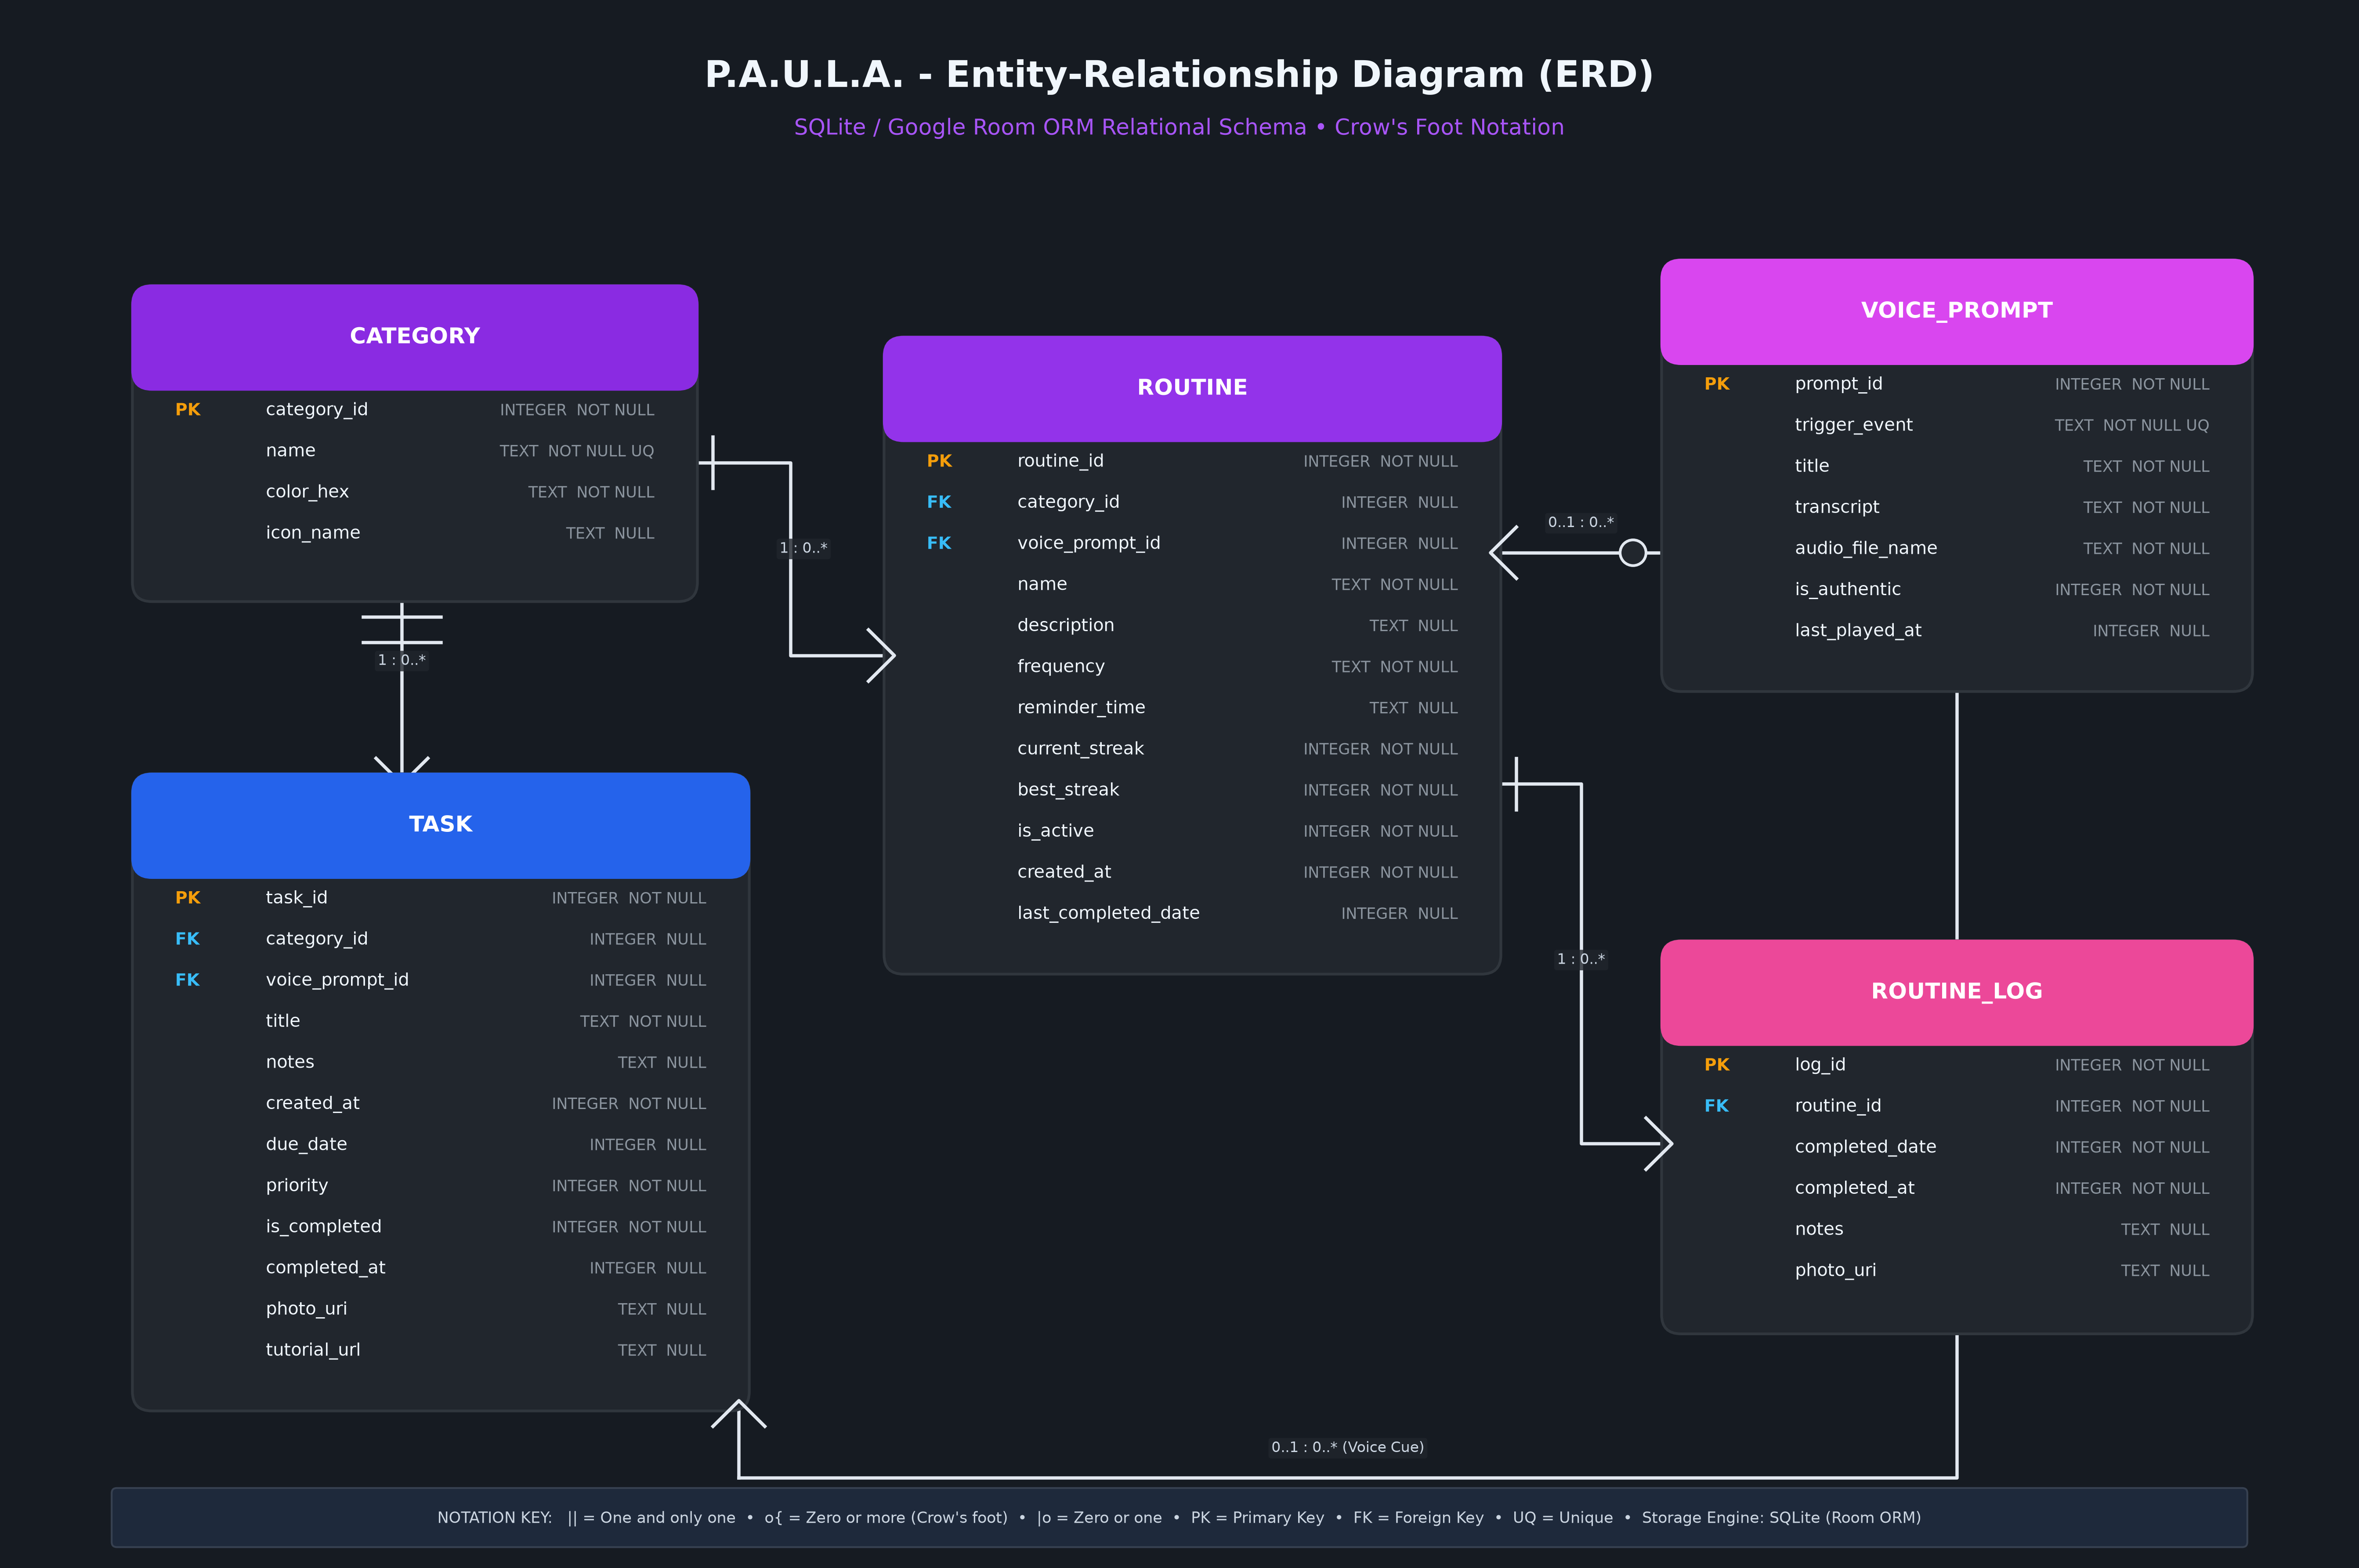 P.A.U.L.A. - Entity-Relationship Diagram (ERD)
SQLite / Google Room ORM Relational Schema • Crow's Foot Notation
CATEGORY
PK category_id INTEGER NOT NULL
name TEXT NOT NULL UQ
color_hex TEXT NOT NULL
icon_name TEXT NULL
1 : 0..*
1 : 0..*
TASK
PK task_id INTEGER NOT NULL
FK category_id INTEGER NULL
FK voice_prompt_id INTEGER NULL
title TEXT NOT NULL
notes TEXT NULL
created_at INTEGER NOT NULL
due_date INTEGER NULL
priority INTEGER NOT NULL
is_completed INTEGER NOT NULL
completed_at INTEGER NULL
photo_uri TEXT NULL
tutorial_url TEXT NULL
ROUTINE
PK routine_id INTEGER NOT NULL
FK category_id INTEGER NULL
FK voice_prompt_id INTEGER NULL
name TEXT NOT NULL
description TEXT NULL
frequency TEXT NOT NULL
reminder_time TEXT NULL
current_streak INTEGER NOT NULL
best_streak INTEGER NOT NULL
is_active INTEGER NOT NULL
created_at INTEGER NOT NULL
last_completed_date INTEGER NULL
0..1 : 0..*
1 : 0..*
VOICE_PROMPT
PK prompt_id INTEGER NOT NULL
trigger_event TEXT NOT NULL UQ
title TEXT NOT NULL
transcript TEXT NOT NULL
audio_file_name TEXT NOT NULL
is_authentic INTEGER NOT NULL
last_played_at INTEGER NULL
ROUTINE_LOG
PK log_id INTEGER NOT NULL
FK routine_id INTEGER NOT NULL
completed_date INTEGER NOT NULL
completed_at INTEGER NOT NULL
notes TEXT NULL
photo_uri TEXT NULL
0..1 : 0..* (Voice Cue)
NOTATION KEY: || = One and only one • o{ = Zero or more (Crow's foot) • |o = Zero or one • PK = Primary Key • FK = Foreign Key • UQ = Unique • Storage Engine: SQLite (Room ORM)